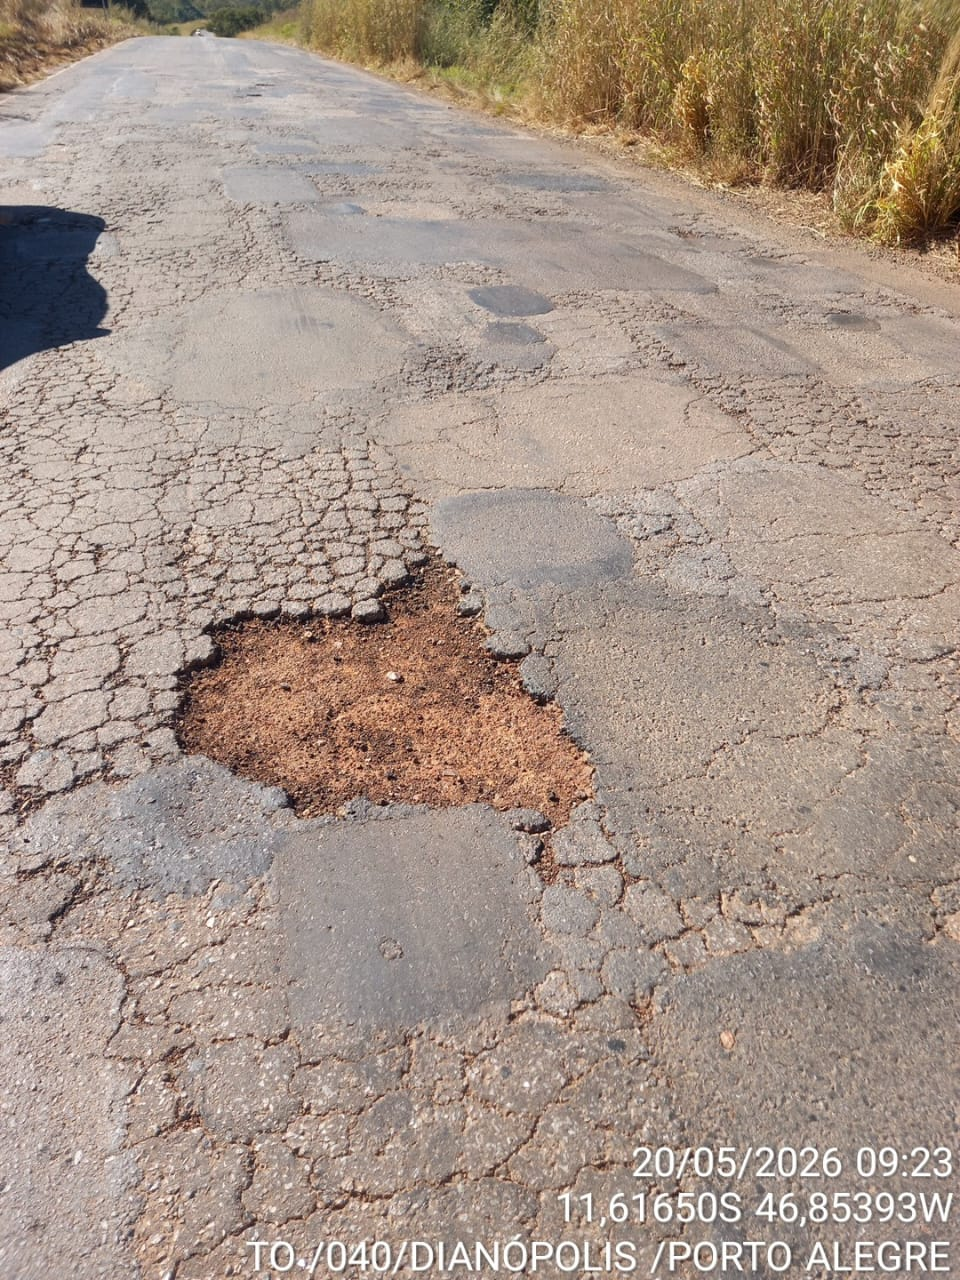 20/05/2026 09:23
11,61650S 46,85393W
TO /040/DIANÓPOLIS /PORTO ALEGRE